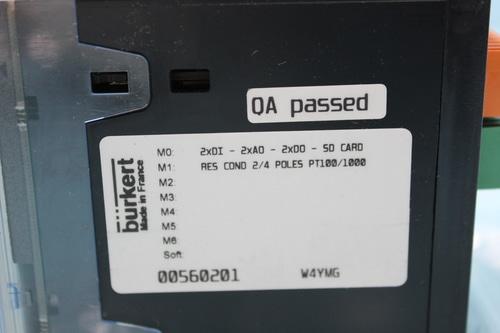 QA passed
bürkert
Made in France
M0: 2xDI - 2xAO - 2xDO - SD CARD
M1: RES COND 2/4 POLES PT100/1000
M2:
M3:
M4:
M5:
M6:
Soft:
00560201 W4YMG